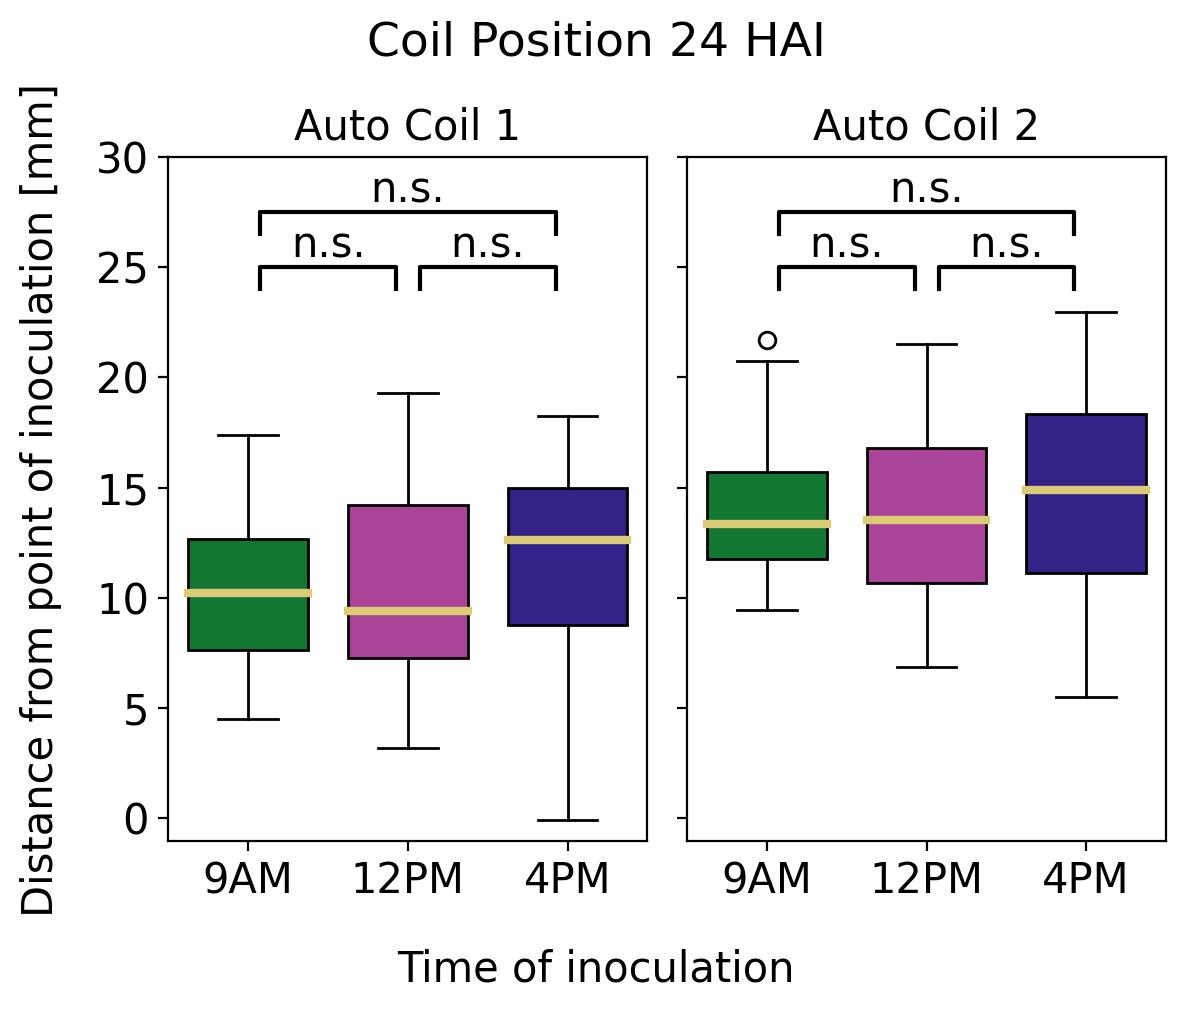 Coil Position 24 HAI
Auto Coil 1
Auto Coil 2
Distance from point of inoculation [mm]
30
25
20
15
10
5
0
n.s.
n.s. n.s.
n.s.
n.s. n.s.
9AM 12PM 4PM
9AM 12PM 4PM
Time of inoculation